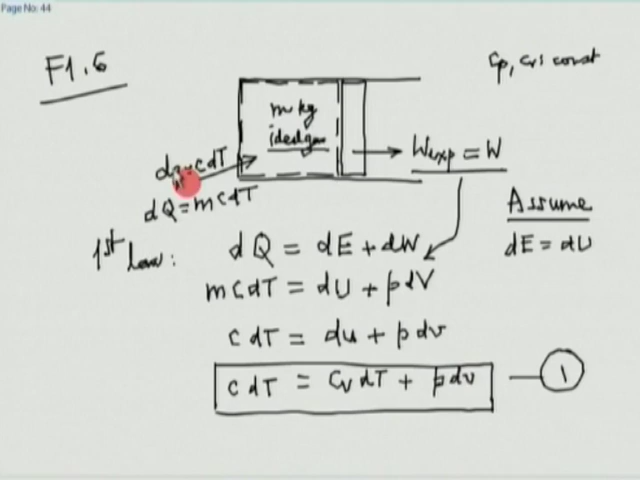 Page No: 44
F1.6
Cp, Cv: const
m kg
ideal gas
Wexp = W
dq = cdT
dQ = mcdT
Assume
dE = dU
1st Law:
dQ = dE + dW
mcdT = dU + pdV
cdT = du + pdv
cdT = CvdT + pdv
1